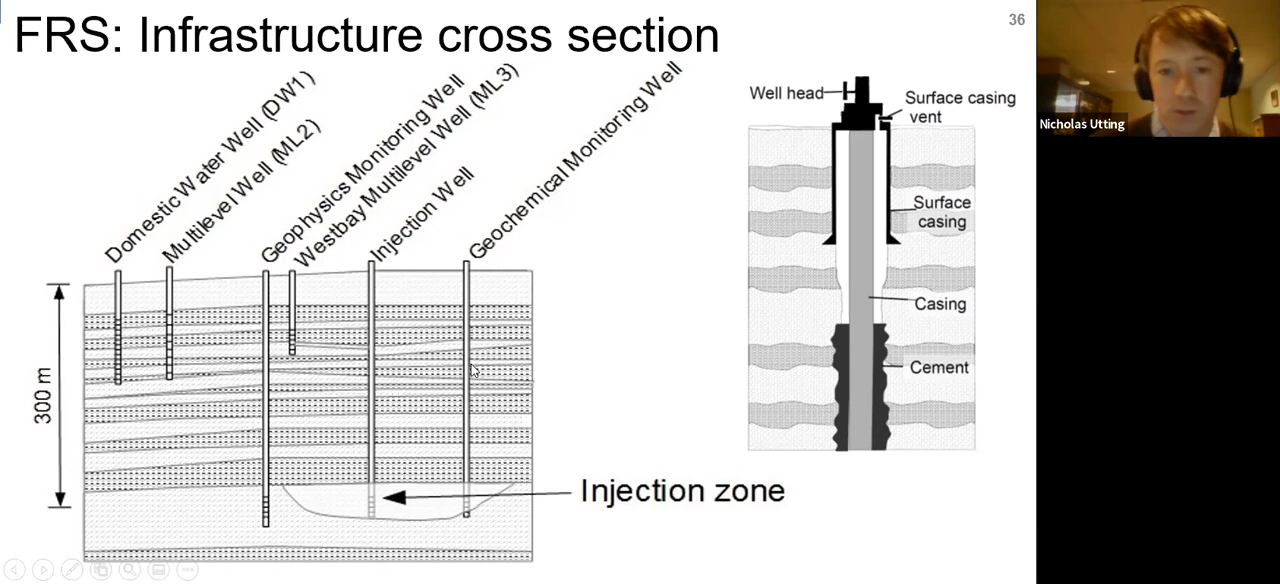 FRS: Infrastructure cross section
36
Domestic Water Well (DW1)
Multilevel Well (ML2)
Geophysics Monitoring Well
Westbay Multilevel Well (ML3)
Injection Well
Geochemical Monitoring Well
300 m
Injection zone
Well head
Surface casing
vent
Surface
casing
Casing
Cement
Nicholas Utting